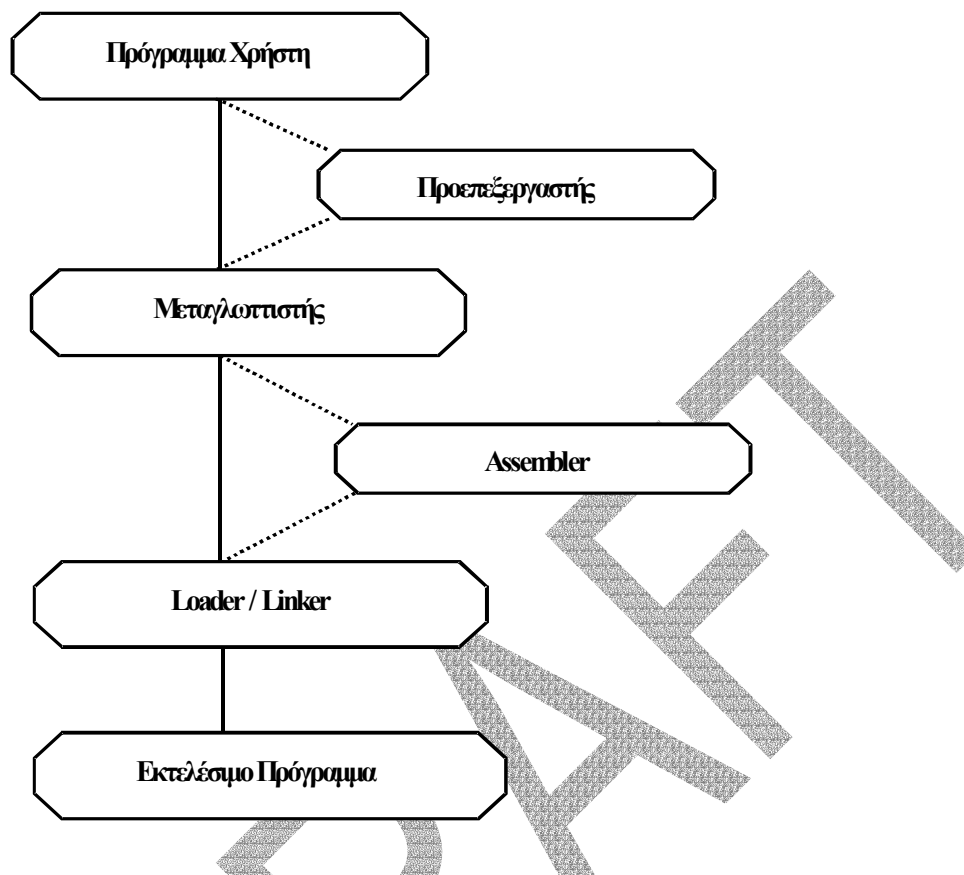 Πρόγραμμα Χρήστη
Προεπεξεργαστής
Μεταγλωττιστής
Assembler
Loader / Linker
Εκτελέσιμο Πρόγραμμα
DRAFT